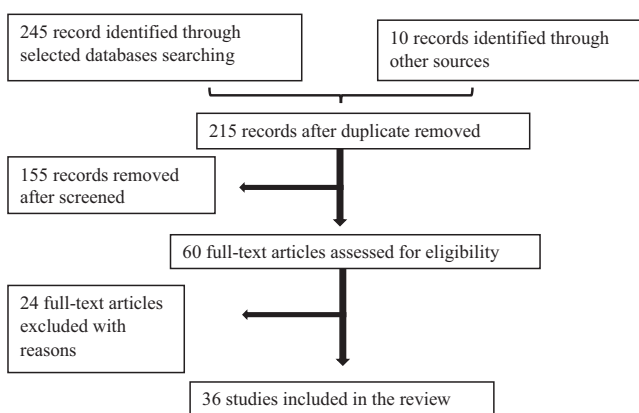 245 record identified through
selected databases searching
10 records identified through
other sources
215 records after duplicate removed
155 records removed
after screened
60 full-text articles assessed for eligibility
24 full-text articles
excluded with
reasons
36 studies included in the review